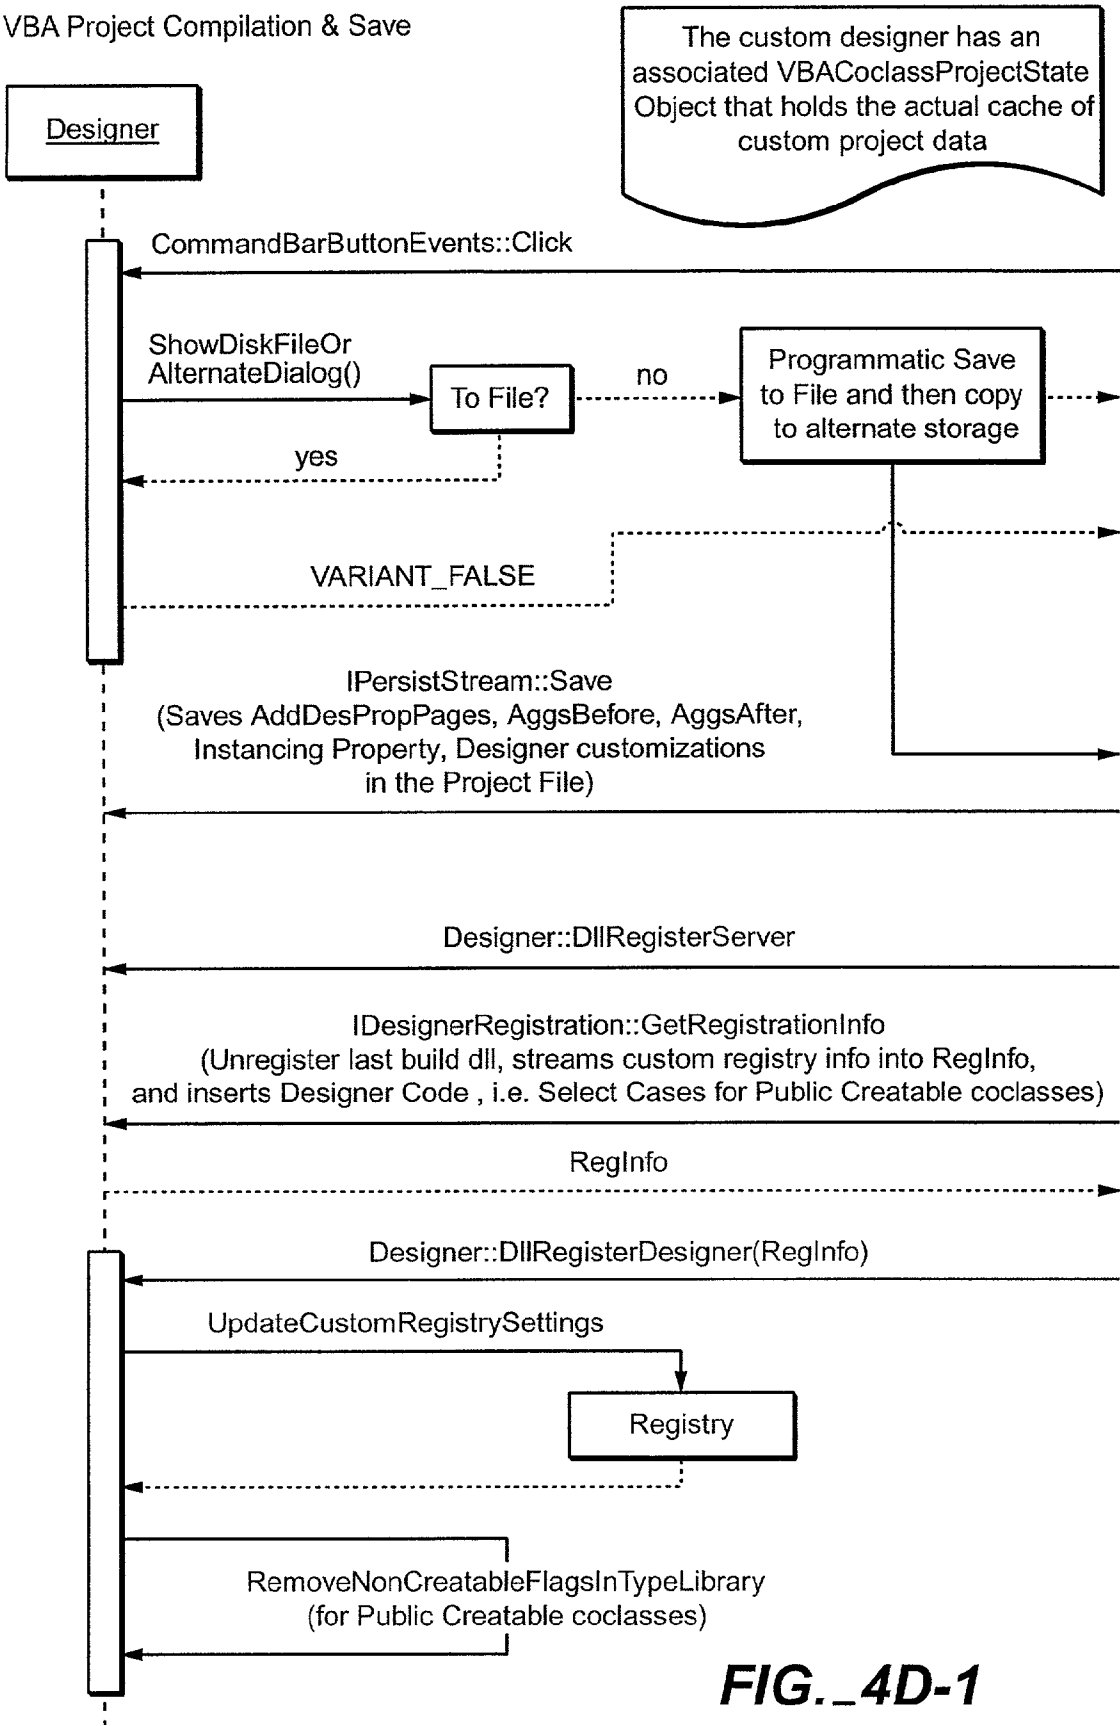 VBA Project Compilation & Save
The custom designer has an
associated VBACoclassProjectState
Object that holds the actual cache of
custom project data
Designer
CommandBarButtonEvents::Click
ShowDiskFileOr
AlternateDialog()
To File?
no
Programmatic Save
to File and then copy
to alternate storage
yes
VARIANT_FALSE
IPersistStream::Save
(Saves AddDesPropPages, AggsBefore, AggsAfter,
Instancing Property, Designer customizations
in the Project File)
Designer::DllRegisterServer
IDesignerRegistration::GetRegistrationInfo
(Unregister last build dll, streams custom registry info into RegInfo,
and inserts Designer Code , i.e. Select Cases for Public Creatable coclasses)
RegInfo
Designer::DllRegisterDesigner(RegInfo)
UpdateCustomRegistrySettings
Registry
RemoveNonCreatableFlagsInTypeLibrary
(for Public Creatable coclasses)
FIG._4D-1